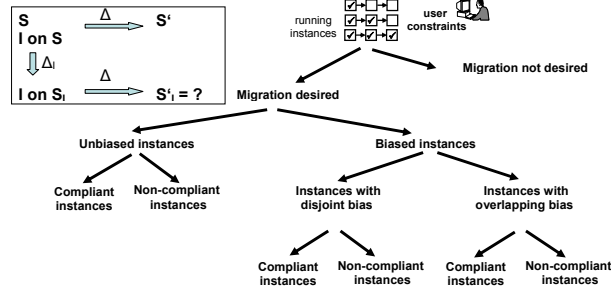 S Δ S'
I on S
ΔI
Δ
I on SI S'I = ?
running
instances
user
constraints
Migration desired
Migration not desired
Unbiased instances
Biased instances
Compliant
instances
Non-compliant
instances
Instances with
disjoint bias
Instances with
overlapping bias
Compliant
instances
Non-compliant
instances
Compliant
instances
Non-compliant
instances